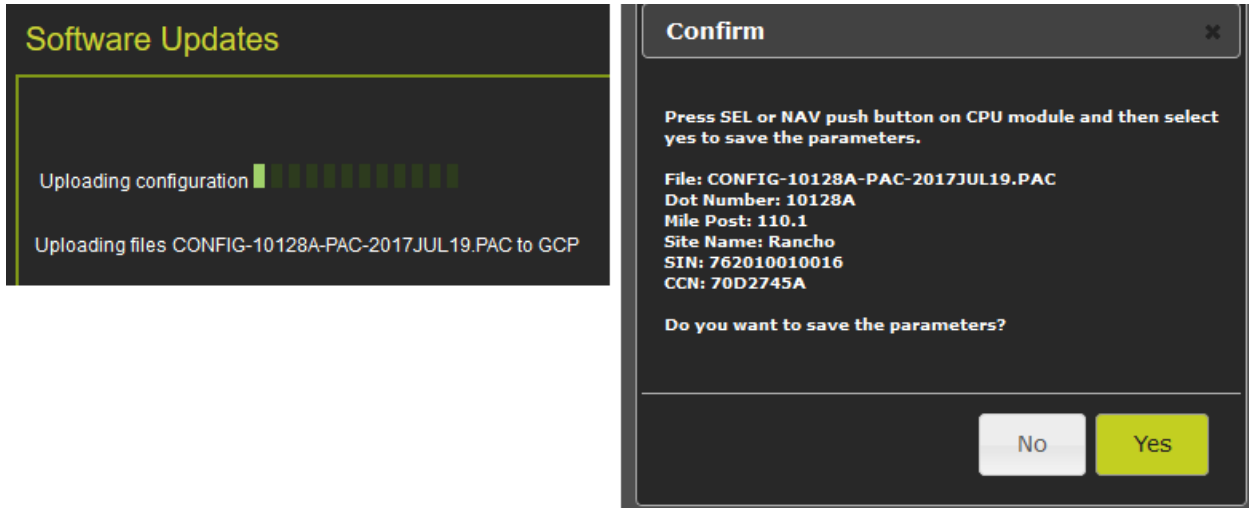 Software Updates
Uploading configuration
Uploading files CONFIG-10128A-PAC-2017JUL19.PAC to GCP
Confirm
Press SEL or NAV push button on CPU module and then select
yes to save the parameters.
File: CONFIG-10128A-PAC-2017JUL19.PAC
Dot Number: 10128A
Mile Post: 110.1
Site Name: Rancho
SIN: 762010010016
CCN: 70D2745A
Do you want to save the parameters?
No
Yes